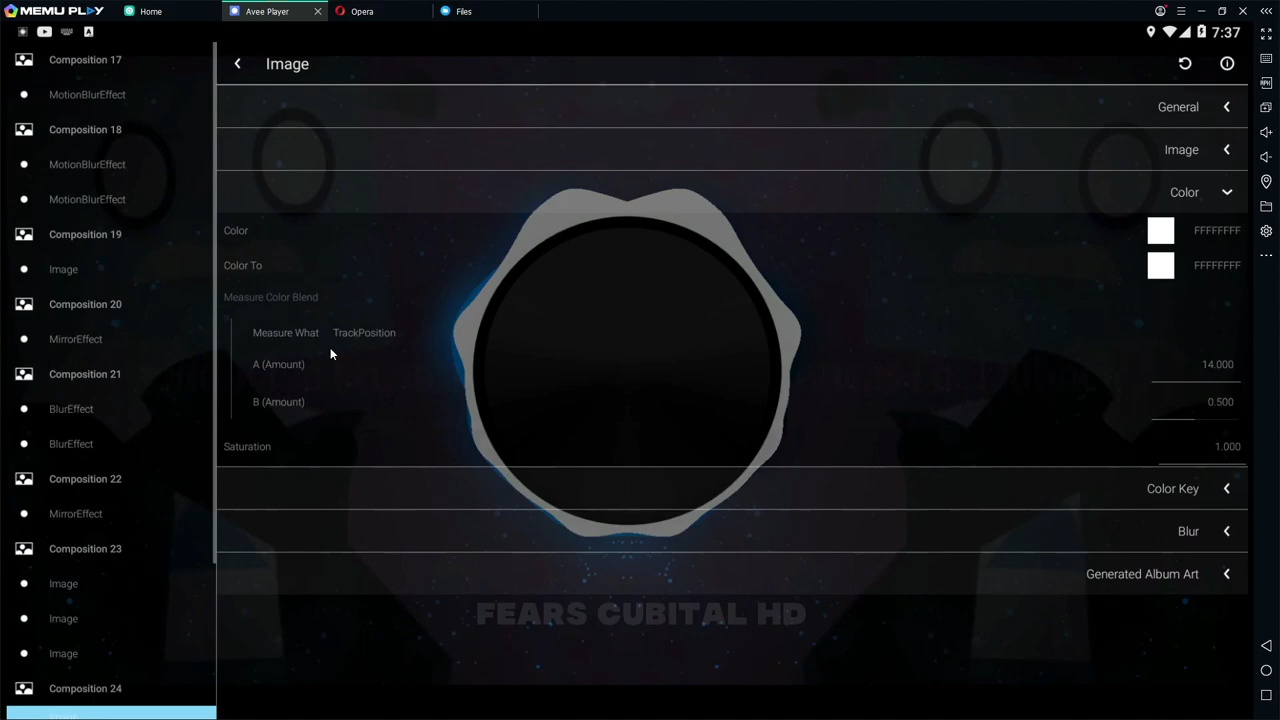 MEMU PLAY
Home
Avee Player
Opera
Files
7:37
Composition 17
MotionBlurEffect
Composition 18
MotionBlurEffect
MotionBlurEffect
Composition 19
Image
Composition 20
MirrorEffect
Composition 21
BlurEffect
BlurEffect
Composition 22
MirrorEffect
Composition 23
Image
Image
Image
Composition 24
Image
General
Image
Color
Color
FFFFFFFF
Color To
FFFFFFFF
Measure Color Blend
Measure What TrackPosition
A (Amount)
14.000
B (Amount)
0.500
Saturation
1.000
Color Key
Blur
Generated Album Art
FEARS CUBITAL HD